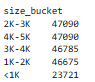 size_bucket
2K-3K    47090
4K-5K    47090
3K-4K    46785
1K-2K    46675
<1K      23721